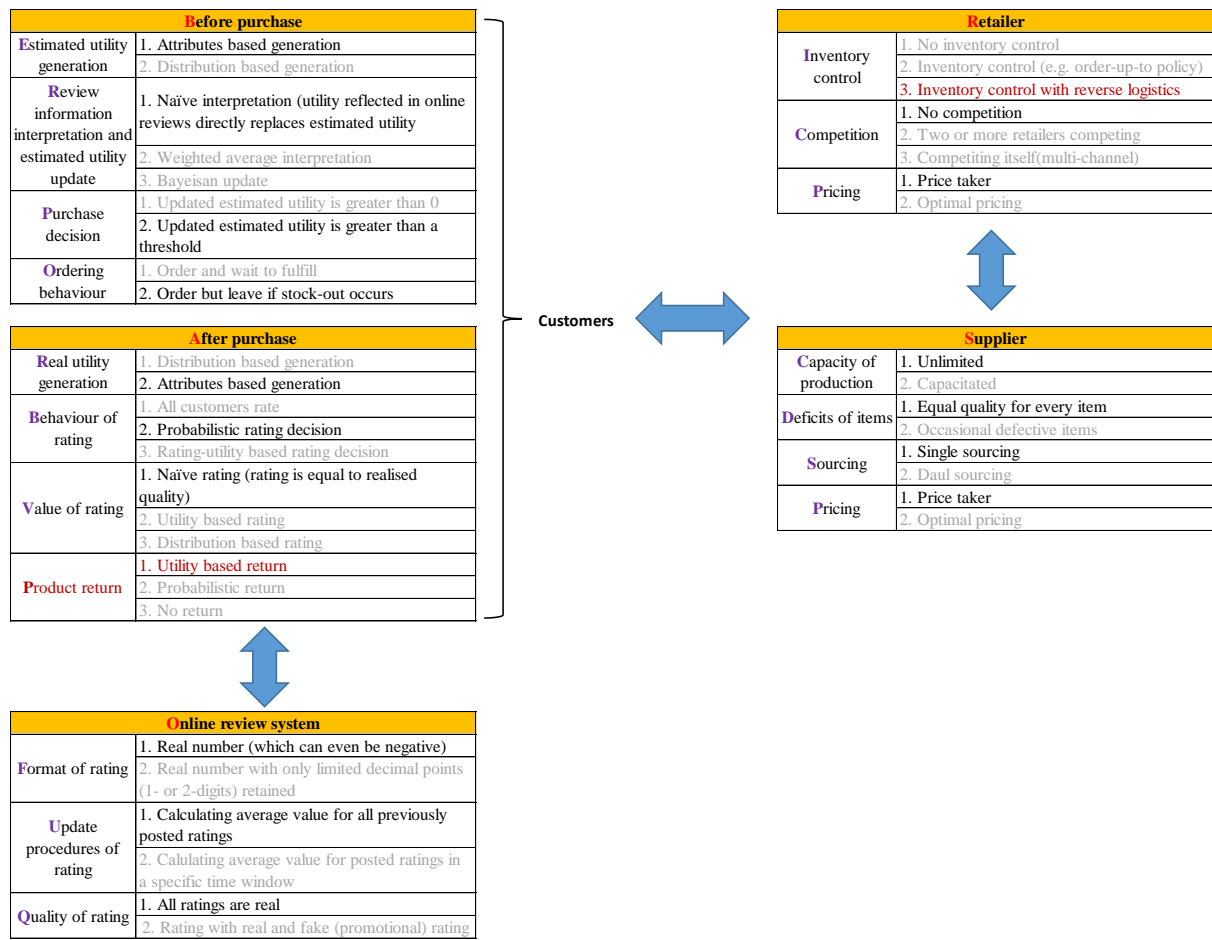 Before purchase
Estimated utility
generation
1. Attributes based generation
2. Distribution based generation
Review
information
interpretation and
estimated utility
update
1. Naïve interpretation (utility reflected in online
reviews directly replaces estimated utility
2. Weighted average interpretation
3. Bayeisan update
Purchase
decision
1. Updated estimated utility is greater than 0
2. Updated estimated utility is greater than a
threshold
Ordering
behaviour
1. Order and wait to fulfill
2. Order but leave if stock-out occurs
After purchase
Real utility
generation
1. Distribution based generation
2. Attributes based generation
Behaviour of
rating
1. All customers rate
2. Probabilistic rating decision
3. Rating-utility based rating decision
Value of rating
1. Naïve rating (rating is equal to realised
quality)
2. Utility based rating
3. Distribution based rating
Product return
1. Utility based return
2. Probabilistic return
3. No return
Customers
Online review system
Format of rating
1. Real number (which can even be negative)
2. Real number with only limited decimal points
(1- or 2-digits) retained
Update
procedures of
rating
1. Calculating average value for all previously
posted ratings
2. Calulating average value for posted ratings in
a specific time window
Quality of rating
1. All ratings are real
2. Rating with real and fake (promotional) rating
Retailer
Inventory
control
1. No inventory control
2. Inventory control (e.g. order-up-to policy)
3. Inventory control with reverse logistics
Competition
1. No competition
2. Two or more retailers competing
3. Competiting itself(multi-channel)
Pricing
1. Price taker
2. Optimal pricing
Supplier
Capacity of
production
1. Unlimited
2. Capacitated
Deficits of items
1. Equal quality for every item
2. Occasional defective items
Sourcing
1. Single sourcing
2. Daul sourcing
Pricing
1. Price taker
2. Optimal pricing